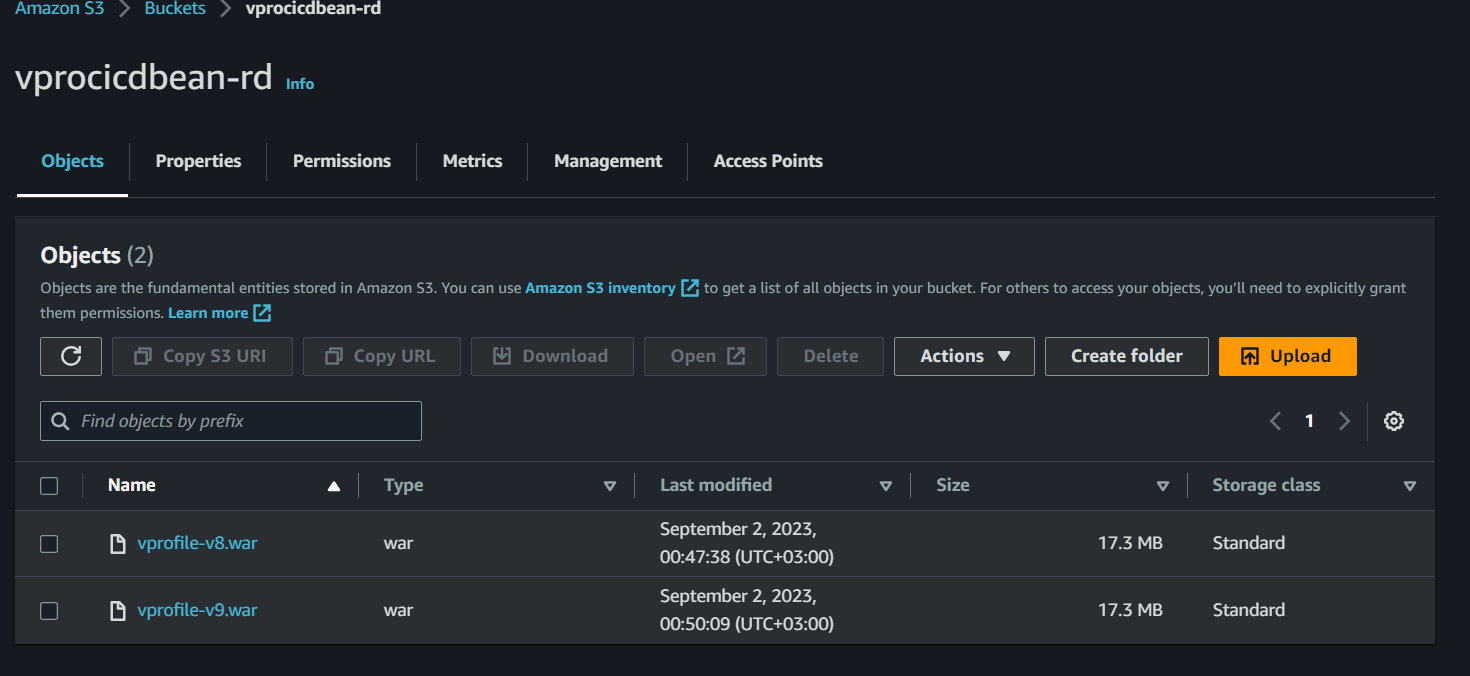 Amazon S3 > Buckets > vprocicdbean-rd
vprocicdbean-rd Info
Objects Properties Permissions Metrics Management Access Points
Objects (2)
Objects are the fundamental entities stored in Amazon S3. You can use Amazon S3 inventory to get a list of all objects in your bucket. For others to access your objects, you’ll need to explicitly grant
them permissions. Learn more
Copy S3 URI Copy URL Download Open Delete Actions Create folder Upload
Find objects by prefix 1
Name Type Last modified Size Storage class
vprofile-v8.war war September 2, 2023, 17.3 MB Standard
00:47:38 (UTC+03:00)
vprofile-v9.war war September 2, 2023, 17.3 MB Standard
00:50:09 (UTC+03:00)